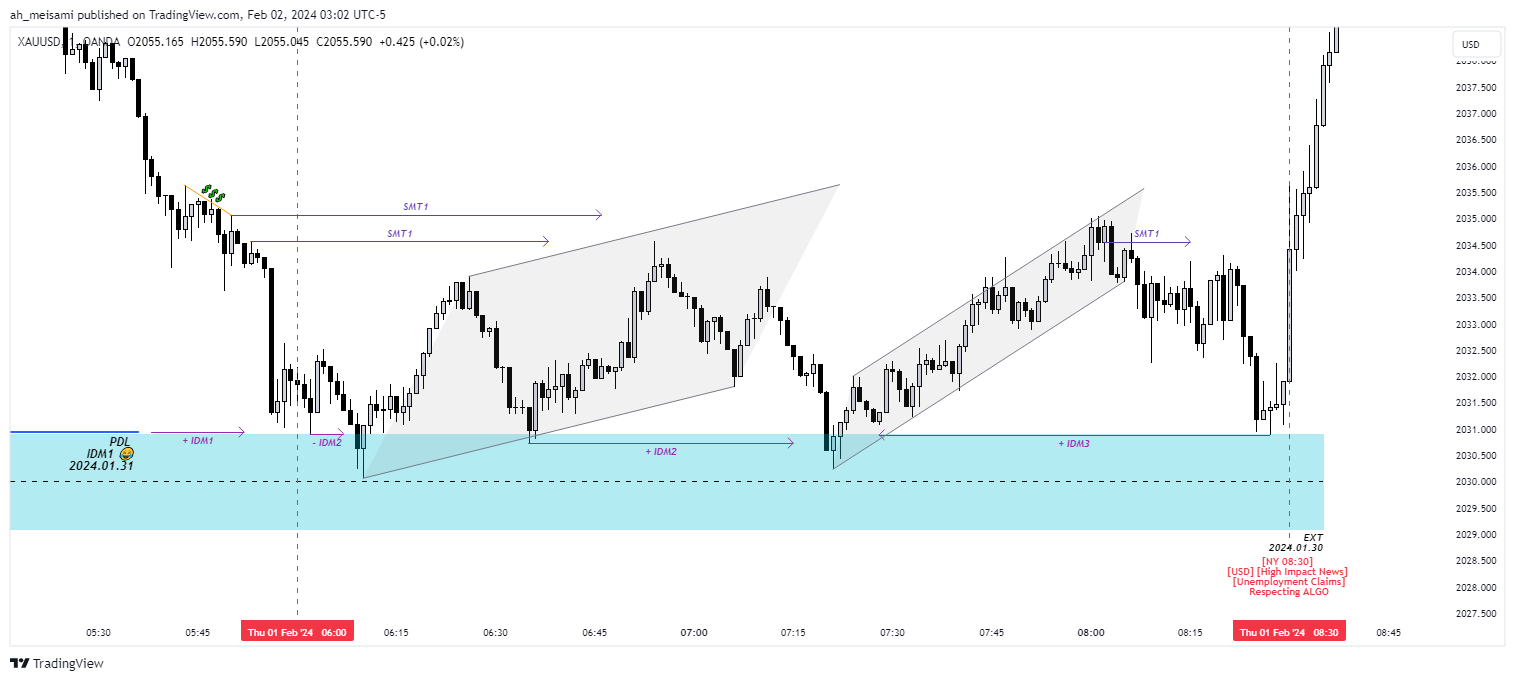 ah_meisami published on TradingView.com, Feb 02, 2024 03:02 UTC-5
XAUUSD, 1, OANDA O2055.165 H2055.590 L2055.045 C2055.590 +0.425 (+0.02%)
USD
2038.000
2037.500
2037.000
2036.500
2036.000
2035.500
2035.000
2034.500
2034.000
2033.500
2033.000
2032.500
2032.000
2031.500
2031.000
2030.500
2030.000
2029.500
2029.000
2028.500
2028.000
2027.500
SMT1
SMT1
SMT1
PDL
IDM1
2024.01.31
+ IDM1
- IDM2
+ IDM2
+ IDM3
EXT
2024.01.30
[NY 08:30]
[USD] [High Impact News]
[Unemployment Claims]
Respecting ALGO
05:30 05:45 Thu 01 Feb '24 06:00 06:15 06:30 06:45 07:00 07:15 07:30 07:45 08:00 08:15 Thu 01 Feb '24 08:30 08:45
TradingView